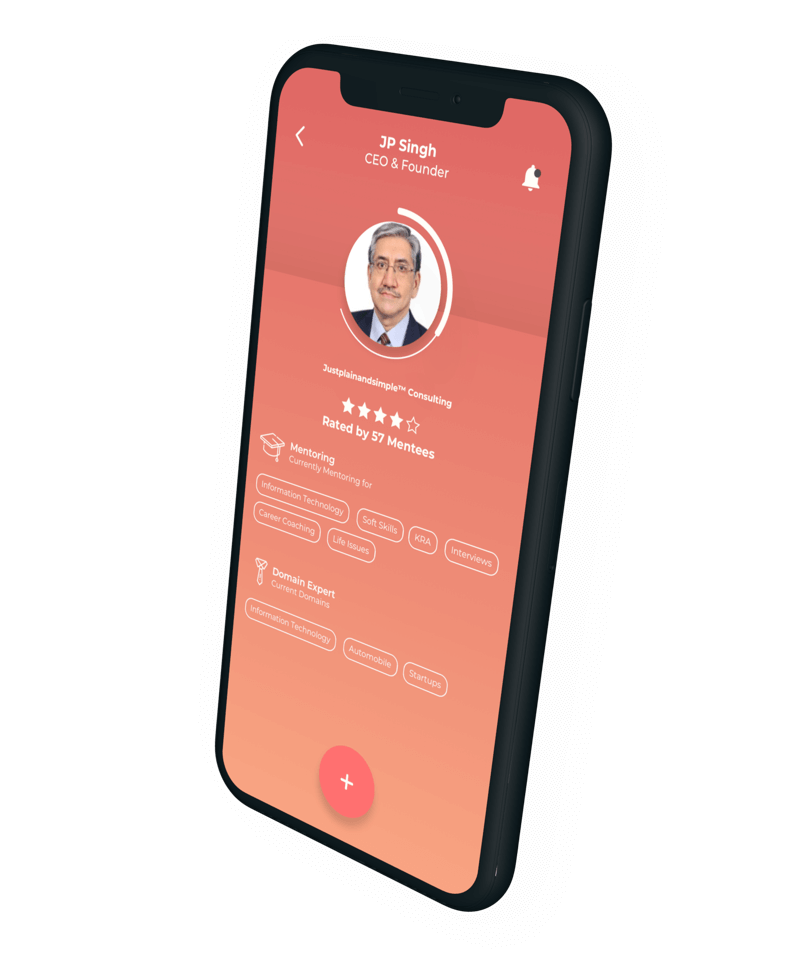 JP Singh
CEO & Founder
Justplainandsimple™ Consulting
Rated by 57 Mentees
Mentoring
Currently Mentoring for
Information Technology
Soft Skills
KRA
Interviews
Career Coaching
Life Issues
Domain Expert
Current Domains
Information Technology
Automobile
Startups
+